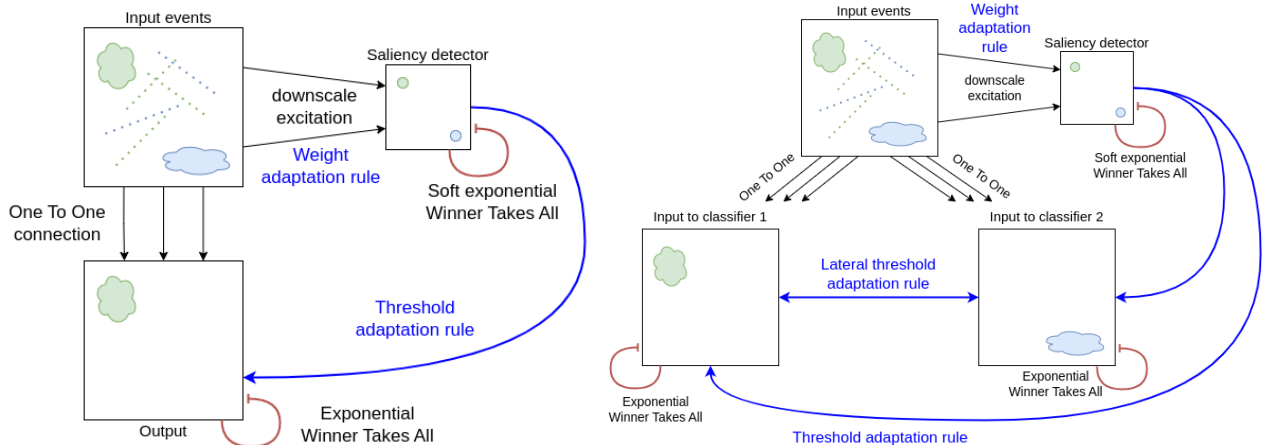 Input events
Saliency detector
downscale
excitation
Weight
adaptation rule
Soft exponential
Winner Takes All
One To One
connection
Threshold
adaptation rule
Exponential
Winner Takes All
Output
Input events
Weight
adaptation
rule
Saliency detector
downscale
excitation
Soft exponential
Winner Takes All
One To One
One To One
Input to classifier 1
Input to classifier 2
Lateral threshold
adaptation rule
Exponential
Winner Takes All
Exponential
Winner Takes All
Threshold adaptation rule